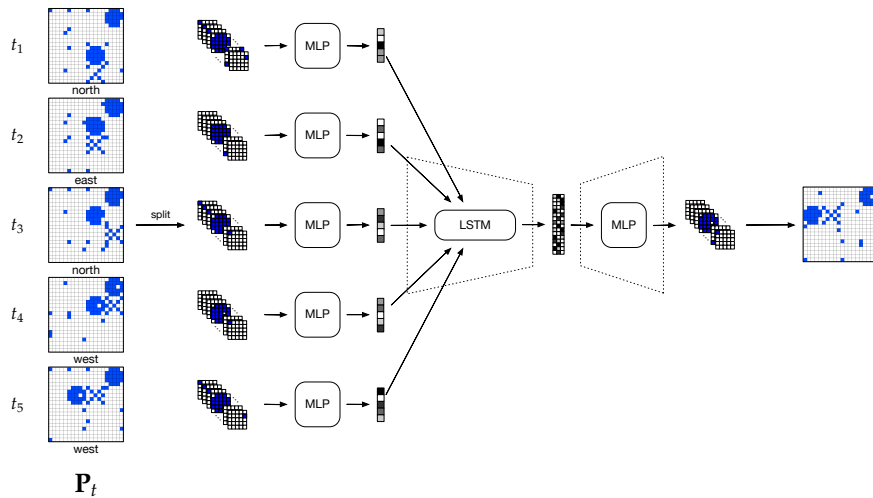 t1
MLP
north
t2
MLP
east
t3
split
MLP
LSTM
MLP
north
t4
MLP
west
t5
MLP
west
Pt